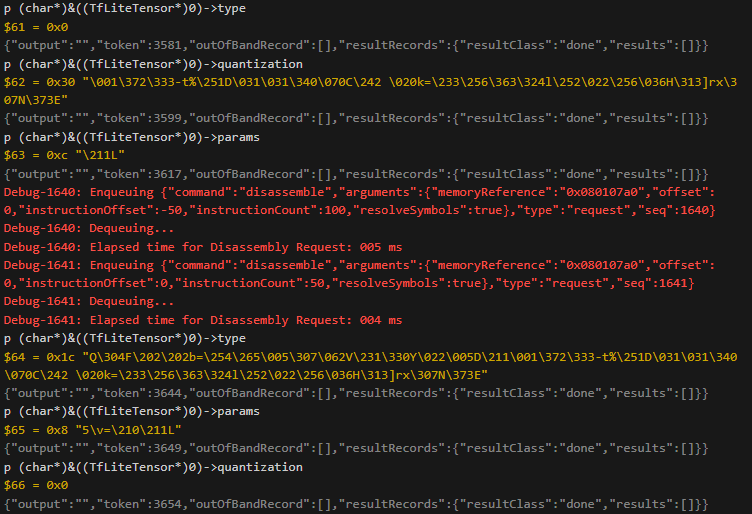 p (char*)&((TfLiteTensor*)0)->type
$61 = 0x0
{"output":"","token":3581,"outOfBandRecord":[],"resultRecords":{"resultClass":"done","results":[]}}
p (char*)&((TfLiteTensor*)0)->quantization
$62 = 0x30 "\001\372\333-t%\251D\031\031\340\070C\242 \020k=\233\256\363\324l\252\022\256\036H\313]rx\3
07N\373E"
{"output":"","token":3599,"outOfBandRecord":[],"resultRecords":{"resultClass":"done","results":[]}}
p (char*)&((TfLiteTensor*)0)->params
$63 = 0xc "\211L"
{"output":"","token":3617,"outOfBandRecord":[],"resultRecords":{"resultClass":"done","results":[]}}
Debug-1640: Enqueuing {"command":"disassemble","arguments":{"memoryReference":"0x080107a0","offset":
0,"instructionOffset":-50,"instructionCount":100,"resolveSymbols":true},"type":"request","seq":1640}
Debug-1640: Dequeuing...
Debug-1640: Elapsed time for Disassembly Request: 005 ms
Debug-1641: Enqueuing {"command":"disassemble","arguments":{"memoryReference":"0x080107a0","offset":
0,"instructionOffset":0,"instructionCount":50,"resolveSymbols":true},"type":"request","seq":1641}
Debug-1641: Dequeuing...
Debug-1641: Elapsed time for Disassembly Request: 004 ms
p (char*)&((TfLiteTensor*)0)->type
$64 = 0x1c "Q\304F\202\202b=\254\265\005\307\062V\231\330Y\022\005D\211\001\372\333-t%\251D\031\031\340
\070C\242 \020k=\233\256\363\324l\252\022\256\036H\313]rx\307N\373E"
{"output":"","token":3644,"outOfBandRecord":[],"resultRecords":{"resultClass":"done","results":[]}}
p (char*)&((TfLiteTensor*)0)->params
$65 = 0x8 "5\v=\210\211L"
{"output":"","token":3649,"outOfBandRecord":[],"resultRecords":{"resultClass":"done","results":[]}}
p (char*)&((TfLiteTensor*)0)->quantization
$66 = 0x0
{"output":"","token":3654,"outOfBandRecord":[],"resultRecords":{"resultClass":"done","results":[]}}